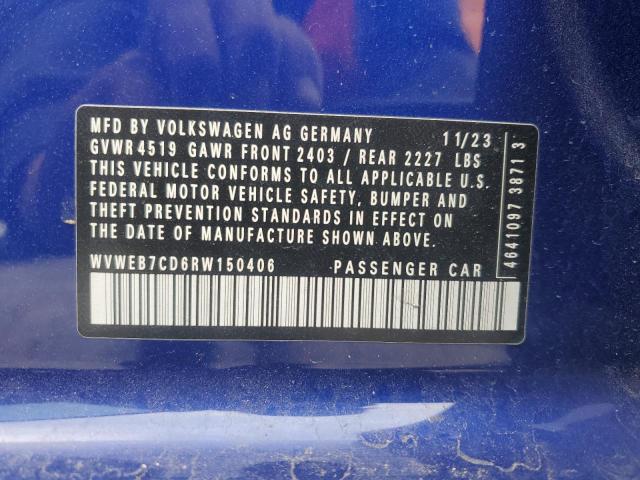 MFD BY VOLKSWAGEN AG GERMANY 11/23
GVWR 4519 GAWR FRONT 2403 / REAR 2227 LBS
THIS VEHICLE CONFORMS TO ALL APPLICABLE U.S.
FEDERAL MOTOR VEHICLE SAFETY, BUMPER AND
THEFT PREVENTION STANDARDS IN EFFECT ON
THE DATE OF MANUFACTURE SHOWN ABOVE.
WVWEB7CD6RW150406 PASSENGER CAR
4641097 3871 3